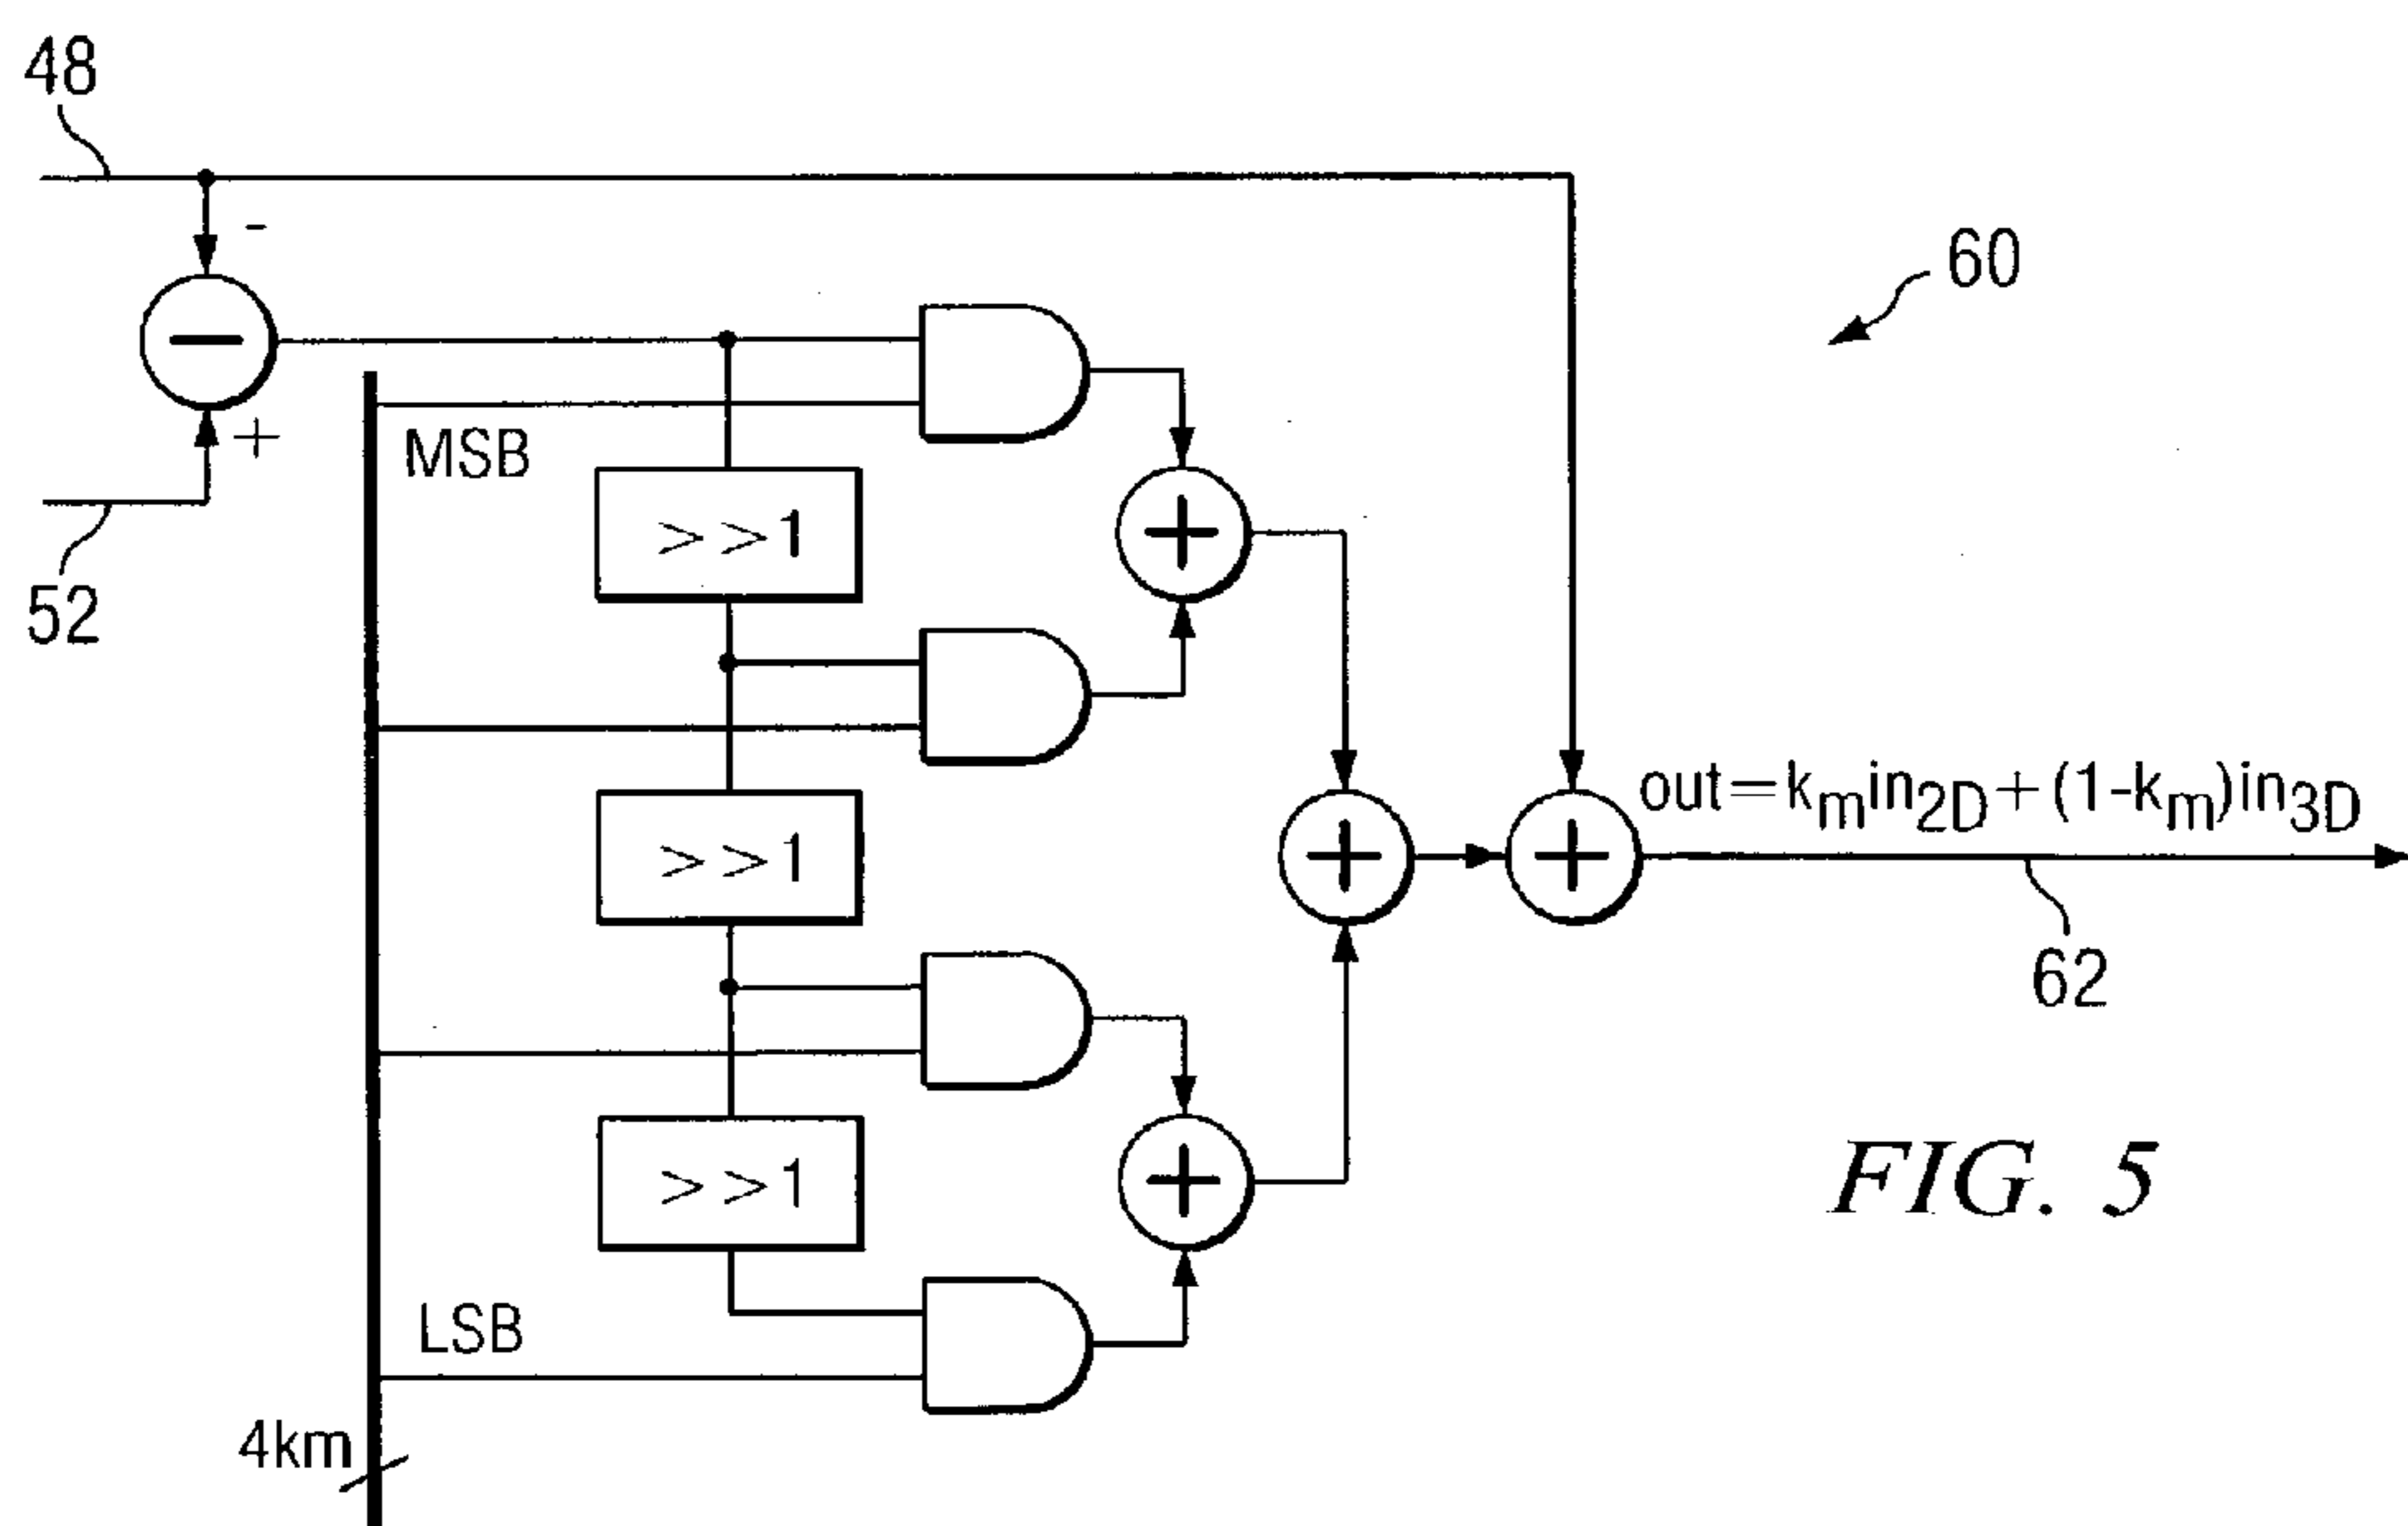 48
-
60
+
MSB
52
>>1
+
+
>>1
+
+
out=kmin2D+(1-km)in3D
62
>>1
+
LSB
4km
FIG. 5